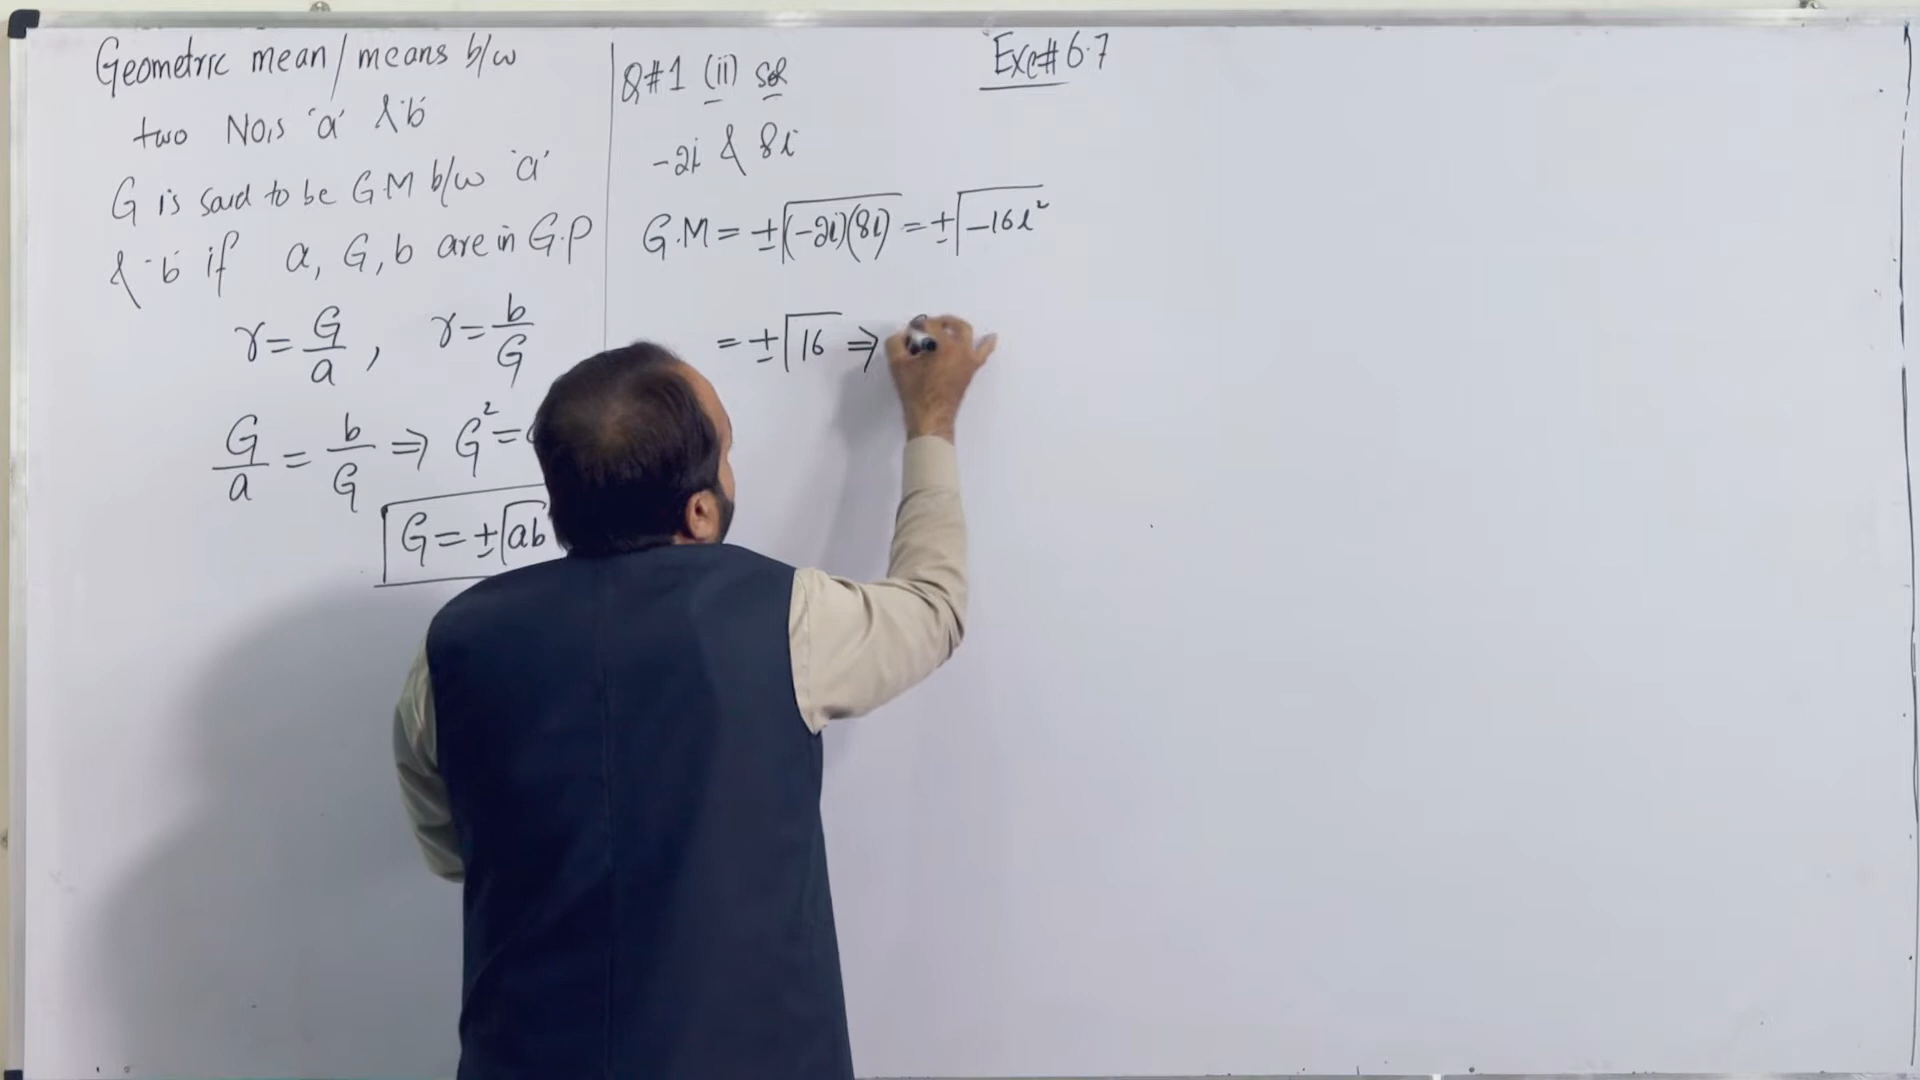 Geometric mean/means b/w
two No,s 'a' & 'b'
G is said to be G.M b/w 'a'
& 'b' if a, G, b are in G.P
r = G/a , r = b/G
G/a = b/G ⇒ G² =
G = ±√ab
Exe# 6.7
Q#1 (ii) sol
-2i & 8i
G.M = ±√(-2i)(8i) = ±√-16i²
= ±√16 ⇒